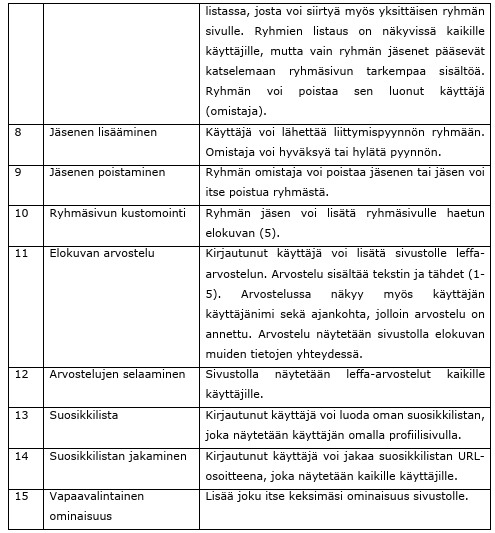 listassa, josta voi siirtyä myös yksittäisen ryhmän
sivulle. Ryhmien listaus on näkyvissä kaikille
käyttäjille, mutta vain ryhmän jäsenet pääsevät
katselemaan ryhmäsivun tarkempaa sisältöä.
Ryhmän voi poistaa sen luonut käyttäjä
(omistaja).
8 Jäsenen lisääminen Käyttäjä voi lähettää liittymispyynnön ryhmään.
Omistaja voi hyväksyä tai hylätä pyynnön.
9 Jäsenen poistaminen Ryhmän omistaja voi poistaa jäsenen tai jäsen voi
itse poistua ryhmästä.
10 Ryhmäsivun kustomointi Ryhmän jäsen voi lisätä ryhmäsivulle haetun
elokuvan (5).
11 Elokuvan arvostelu Kirjautunut käyttäjä voi lisätä sivustolle leffa-
arvostelun. Arvostelu sisältää tekstin ja tähdet (1-
5). Arvostelussa näkyy myös käyttäjän
käyttäjänimi sekä ajankohta, jolloin arvostelu on
annettu. Arvostelu näytetään sivustolla elokuvan
muiden tietojen yhteydessä.
12 Arvostelujen selaaminen Sivustolla näytetään leffa-arvostelut kaikille
käyttäjille.
13 Suosikkilista Kirjautunut käyttäjä voi luoda oman suosikkilistan,
joka näytetään käyttäjän omalla profiilisivulla.
14 Suosikkilistan jakaminen Kirjautunut käyttäjä voi jakaa suosikkilistan URL-
osoitteena, joka näytetään kaikille käyttäjille.
15 Vapaavalintainen Lisää joku itse keksimäsi ominaisuus sivustolle.
ominaisuus